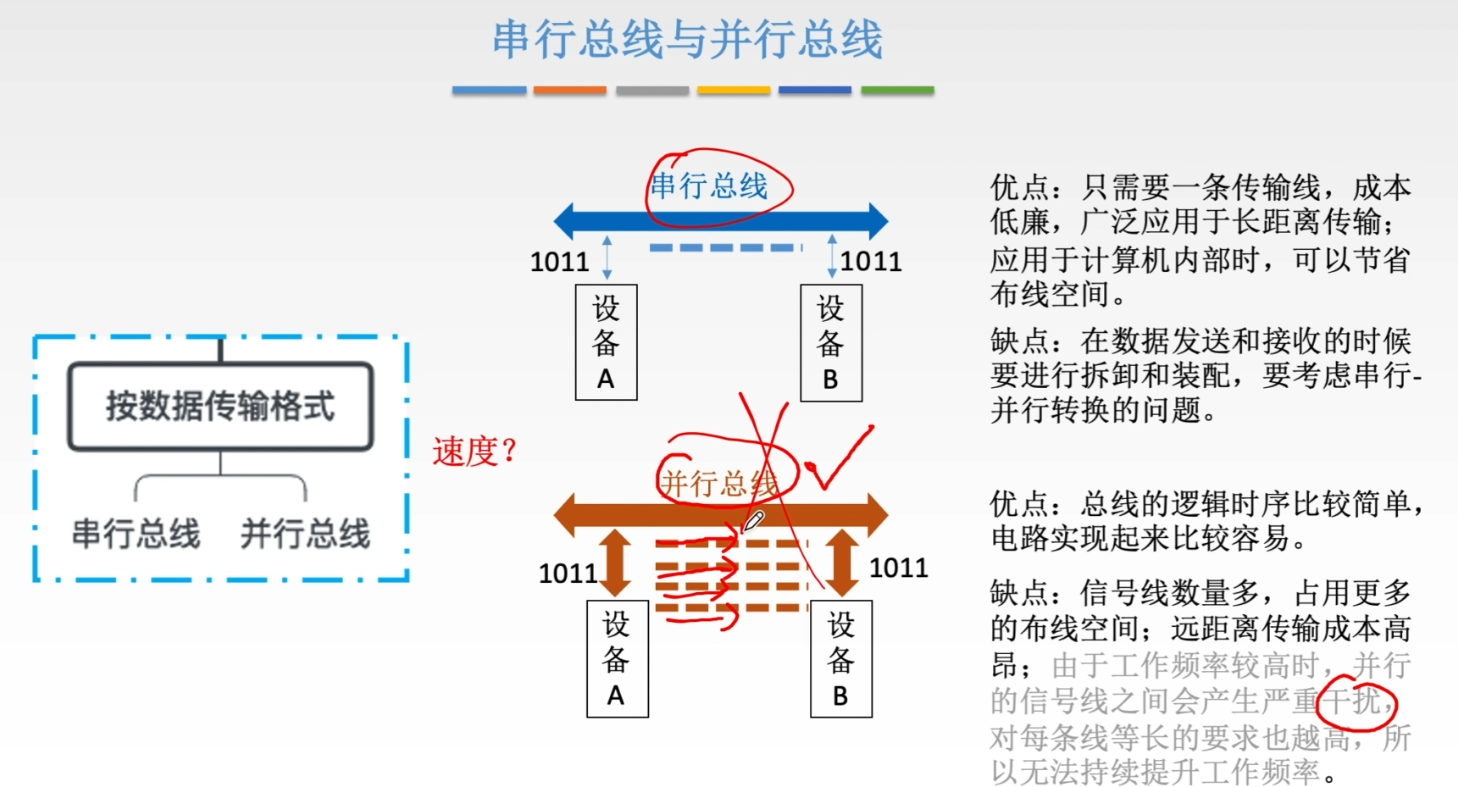 串行总线与并行总线
按数据传输格式
串行总线
并行总线
速度?
串行总线
1011
1011
设
备
A
设
备
B
并行总线
1011
1011
设
备
A
设
备
B
优点：只需要一条传输线，成本
低廉，广泛应用于长距离传输；
应用于计算机内部时，可以节省
布线空间。
缺点：在数据发送和接收的时候
要进行拆卸和装配，要考虑串行-
并行转换的问题。
优点：总线的逻辑时序比较简单，
电路实现起来比较容易。
缺点：信号线数量多，占用更多
的布线空间；远距离传输成本高
昂；由于工作频率较高时，并行
的信号线之间会产生严重干扰，
对每条线等长的要求也越高，所
以无法持续提升工作频率。